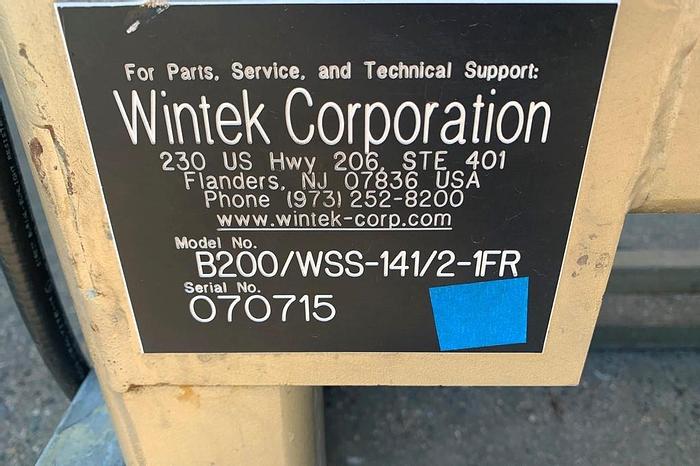 For Parts, Service, and Technical Support:
Wintek Corporation
230 US Hwy 206, STE 401
Flanders, NJ 07836 USA
Phone (973) 252-8200
www.wintek-corp.com
Model No.
B200/WSS-141/2-1FR
Serial No.
070715